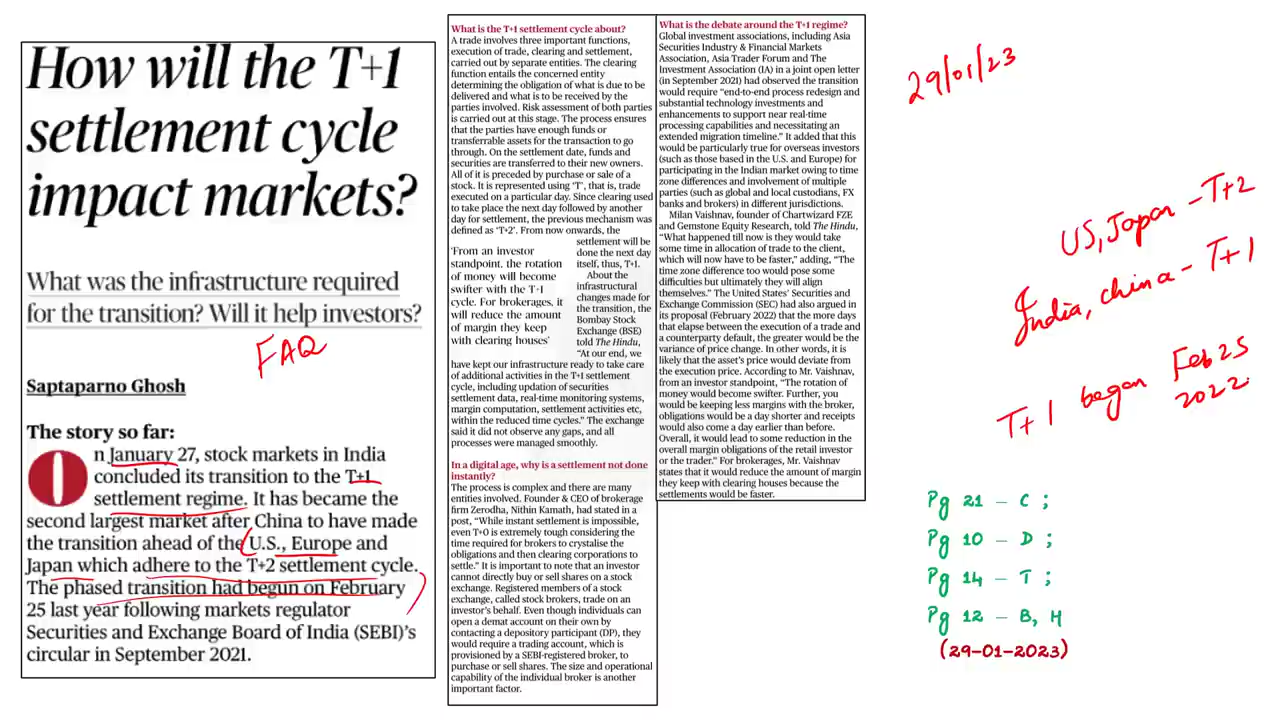 How will the T+1
settlement cycle
impact markets?
What was the infrastructure required
for the transition? Will it help investors?
FAQ
Saptaparno Ghosh
The story so far:
On January 27, stock markets in India
concluded its transition to the T+1
settlement regime. It has became the
second largest market after China to have made
the transition ahead of the U.S., Europe and
Japan which adhere to the T+2 settlement cycle.
The phased transition had begun on February
25 last year following markets regulator
Securities and Exchange Board of India (SEBI)'s
circular in September 2021.
What is the T+1 settlement cycle about?
A trade involves three important functions,
execution of trade, clearing and settlement,
carried out by separate entities. The clearing
function entails the concerned entity
determining the obligation of what is due to be
delivered and what is to be received by the
parties involved. Risk assessment of both parties
is carried out at this stage. The process ensures
that the parties have enough funds or
transferrable assets for the transaction to go
through. On the settlement date, funds and
securities are transferred to their new owners.
All of it is preceded by purchase or sale of a
stock. It is represented using 'T', that is, trade
executed on a particular day. Since clearing used
to take place the next day followed by another
day for settlement, the previous mechanism was
defined as 'T+2'. From now onwards, the
settlement will be
done the next day
itself, thus, T+1.
About the
infrastructural
changes made for
the transition, the
Bombay Stock
Exchange (BSE)
told The Hindu,
"At our end, we
'From an investor
standpoint, the rotation
of money will become
swifter with the T+1
cycle. For brokerages, it
will reduce the amount
of margin they keep
with clearing houses'
have kept our infrastructure ready to take care
of additional activities in the T+1 settlement
cycle, including updation of securities
settlement data, real-time monitoring systems,
margin computation, settlement activities etc,
within the reduced time cycles." The exchange
said it did not observe any gaps, and all
processes were managed smoothly.
In a digital age, why is a settlement not done
instantly?
The process is complex and there are many
entities involved. Founder & CEO of brokerage
firm Zerodha, Nithin Kamath, had stated in a
post, "While instant settlement is impossible,
even T+0 is extremely tough considering the
time required for brokers to crystalise the
obligations and then clearing corporations to
settle." It is important to note that an investor
cannot directly buy or sell shares on a stock
exchange. Registered members of a stock
exchange, called stock brokers, trade on an
investor's behalf. Even though individuals can
open a demat account on their own by
contacting a depository participant (DP), they
would require a trading account, which is
provisioned by a SEBI-registered broker, to
purchase or sell shares. The size and operational
capability of the individual broker is another
important factor.
What is the debate around the T+1 regime?
Global investment associations, including Asia
Securities Industry & Financial Markets
Association, Asia Trader Forum and The
Investment Association (IA) in a joint open letter
(in September 2021) had observed the transition
would require "end-to-end process redesign and
substantial technology investments and
enhancements to support near real-time
processing capabilities and necessitating an
extended migration timeline." It added that this
would be particularly true for overseas investors
(such as those based in the U.S. and Europe) for
participating in the Indian market owing to time
zone differences and involvement of multiple
parties (such as global and local custodians, FX
banks and brokers) in different jurisdictions.
Milan Vaishnav, founder of Chartwizard FZE
and Gemstone Equity Research, told The Hindu,
"What happened till now is they would take
some time in allocation of trade to the client,
which will now have to be faster," adding, "The
time zone difference too would pose some
difficulties but ultimately they will align
themselves." The United States' Securities and
Exchange Commission (SEC) had also argued in
its proposal (February 2022) that the more days
that elapse between the execution of a trade and
a counterparty default, the greater would be the
variance of price change. In other words, it is
likely that the asset's price would deviate from
the execution price. According to Mr. Vaishnav,
from an investor standpoint, "The rotation of
money would become swifter. Further, you
would be keeping less margins with the broker,
obligations would be a day shorter and receipts
would also come a day earlier than before.
Overall, it would lead to some reduction in the
overall margin obligations of the retail investor
or the trader." For brokerages, Mr. Vaishnav
states that it would reduce the amount of margin
they keep with clearing houses because the
settlements would be faster.
29/01/23
US, Japan - T+2
India, china - T+1
T+1 began Feb 25
2022
Pg 21 - C ;
Pg 10 - D ;
Pg 14 - T ;
Pg 12 - B, H
(29-01-2023)